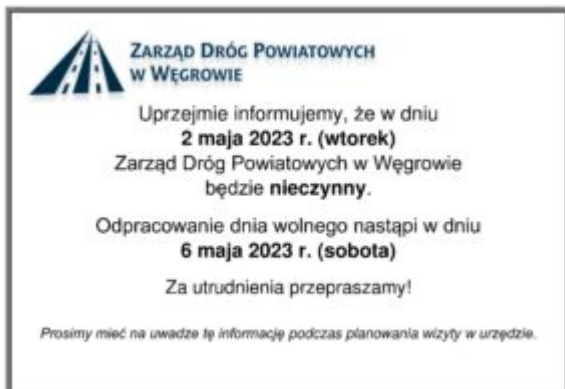 ZARZĄD DRÓG POWIATOWYCH
W WĘGROWIE
Uprzejmie informujemy, że w dniu
2 maja 2023 r. (wtorek)
Zarząd Dróg Powiatowych w Węgrowie
będzie nieczynny.
Odpracowanie dnia wolnego nastąpi w dniu
6 maja 2023 r. (sobota)
Za utrudnienia przepraszamy!
Prosimy mieć na uwadze tę informację podczas planowania wizyty w urzędzie.